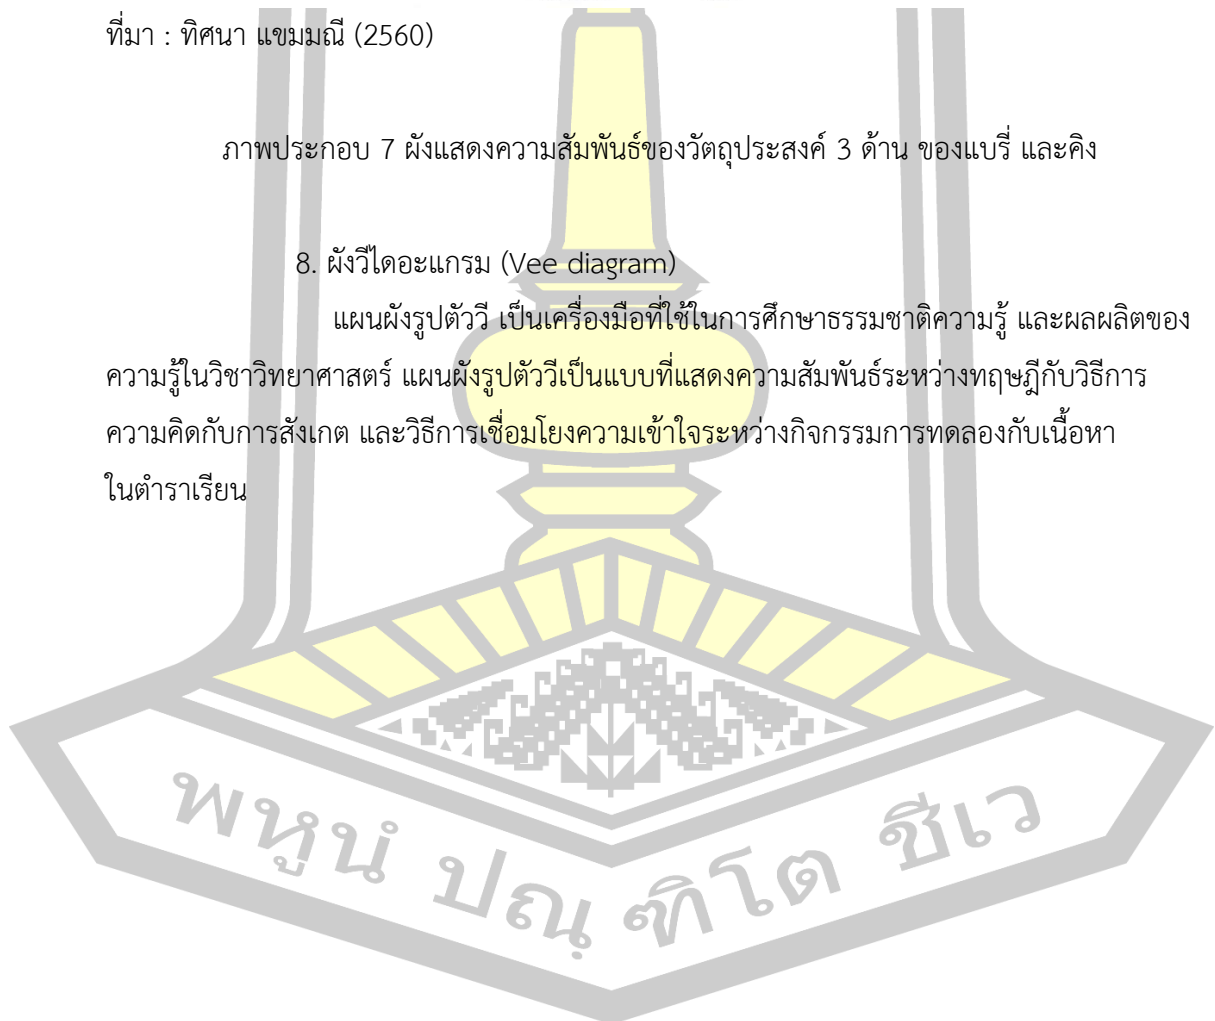 ที่มา : ทิศนา แขมมณี (2560)
ภาพประกอบ 7 ผังแสดงความสัมพันธ์ของวัตถุประสงค์ 3 ด้าน ของแบรี่ และคิง
8. ผังวีไดอะแกรม (Vee diagram)
แผนผังรูปตัววี เป็นเครื่องมือที่ใช้ในการศึกษาธรรมชาติความรู้ และผลผลิตของ
ความรู้ในวิชาวิทยาศาสตร์ แผนผังรูปตัววีเป็นแบบที่แสดงความสัมพันธ์ระหว่างทฤษฎีกับวิธีการ
ความคิดกับการสังเกต และวิธีการเชื่อมโยงความเข้าใจระหว่างกิจกรรมการทดลองกับเนื้อหา
ในตำราเรียน
พหูนํ ปณฺฑิโต ชีเว